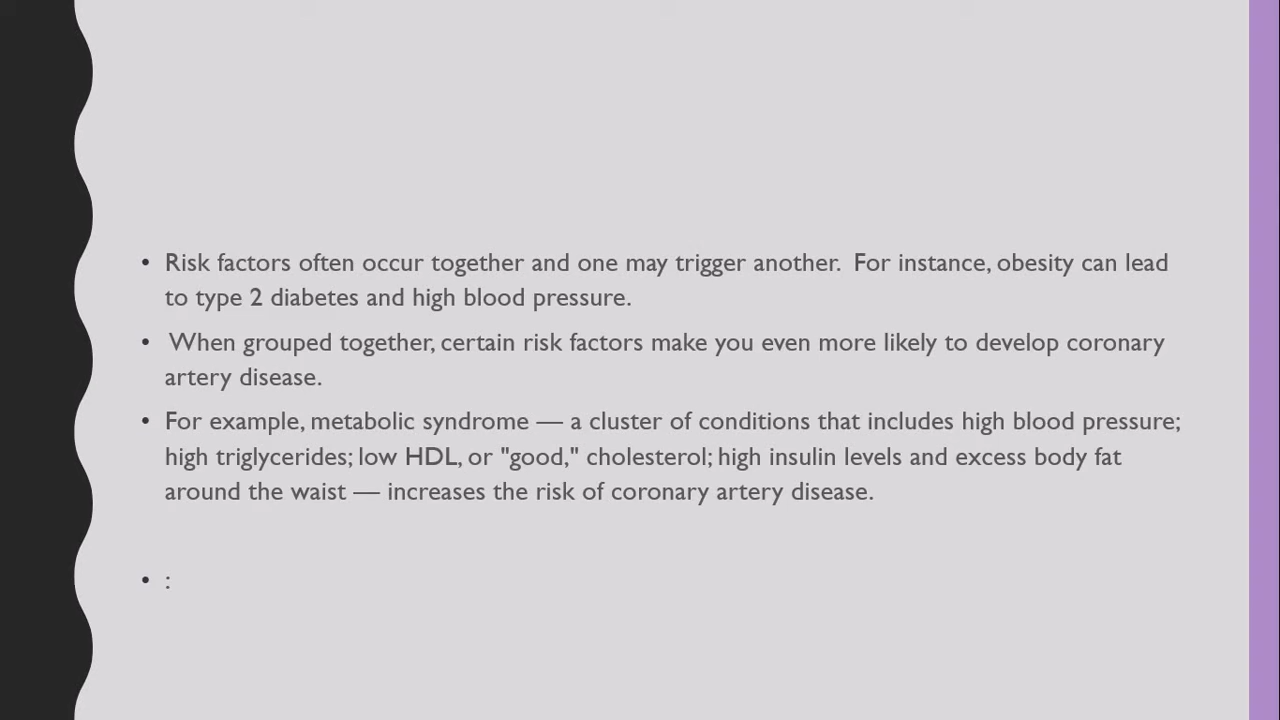 • Risk factors often occur together and one may trigger another.  For instance, obesity can lead
to type 2 diabetes and high blood pressure.
•  When grouped together, certain risk factors make you even more likely to develop coronary
artery disease.
• For example, metabolic syndrome — a cluster of conditions that includes high blood pressure;
high triglycerides; low HDL, or "good," cholesterol; high insulin levels and excess body fat
around the waist — increases the risk of coronary artery disease.
• :